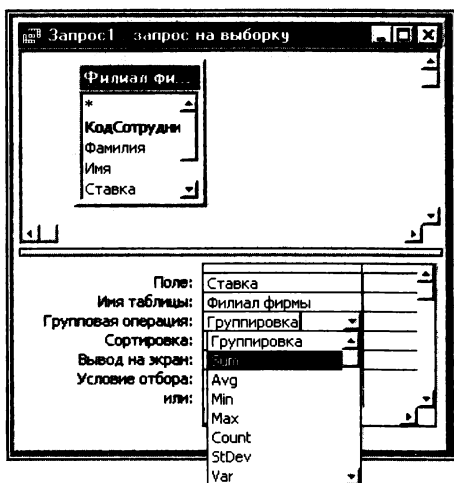 Запрос1 запрос на выборку
Филиал фи...
*
КодСотрудни
Фамилия
Имя
Ставка
Поле: Ставка
Имя таблицы: Филиал фирмы
Групповая операция: Группировка
Сортировка: Группировка
Вывод на экран: Sum
Условие отбора: Avg
или: Min
Max
Count
StDev
Var